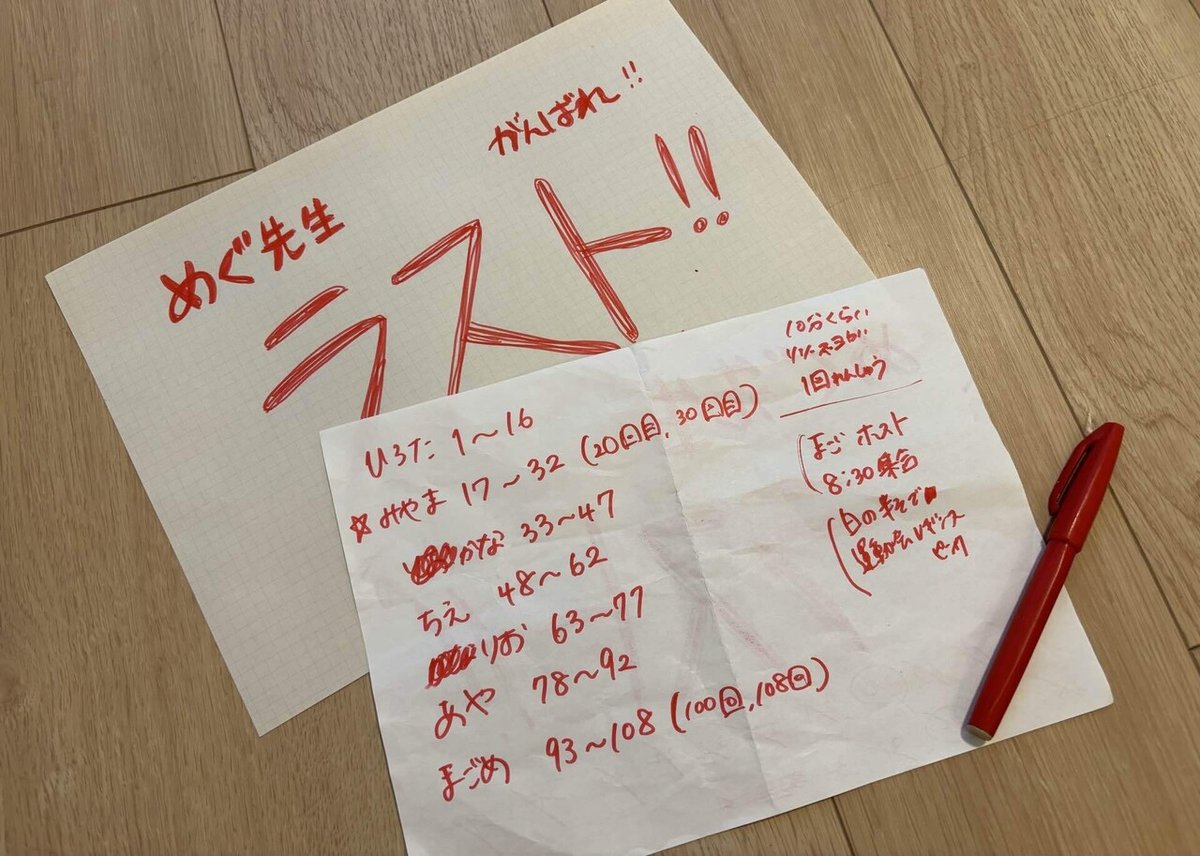 がんばれ!!
めぐ先生
ラスト!!
10分くらい
1回れんしゅう
まごホスト
8:30集合
ひろた 1〜16
☆みやま 17〜32 (20回目,30回目)
かな 33〜47
ちえ 48〜62
りお 63〜77
あや 78〜92
まごめ 93〜108 (100回,108回)